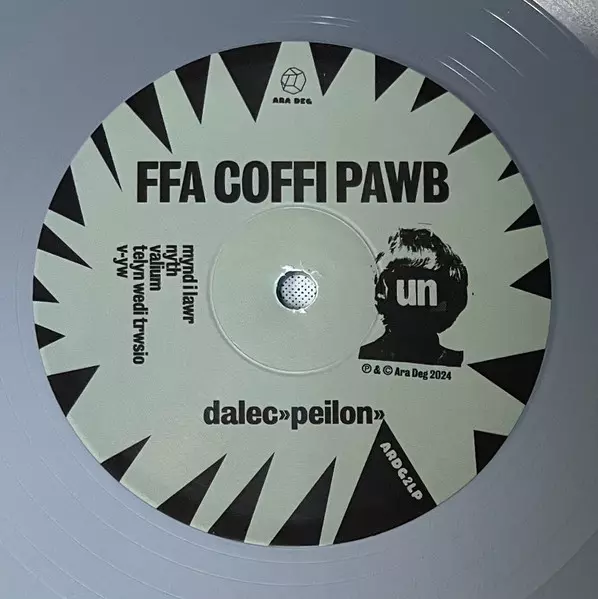 ARA DEG
FFA COFFI PAWB
mynd i lawr
nyth
valium
telyn wedi trwsio
v-yw
un
℗ & © Ara Deg 2024
dalec»peilon»
ARDG2LP